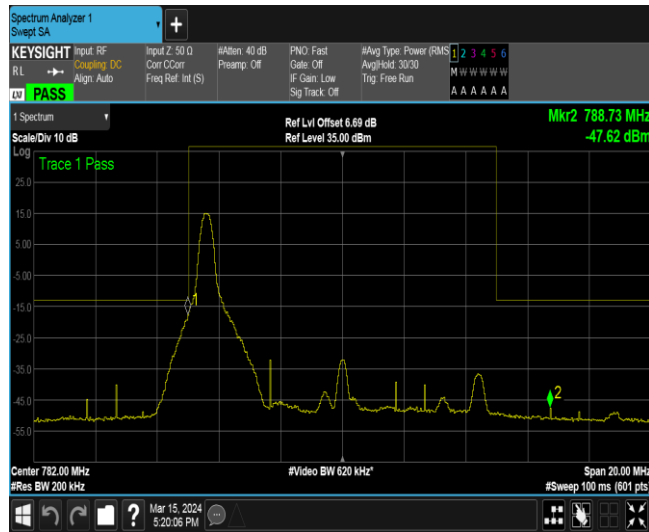 Spectrum Analyzer 1
Swept SA
+
KEYSIGHT Input: RF Input Z: 50 Ω #Atten: 40 dB PNO: Fast #Avg Type: Power (RMS 1 2 3 4 5 6
RL Coupling: DC Corr CCorr Preamp: Off Gate: Off Avg|Hold: 30/30 M W W W W W
Align: Auto Freq Ref: Int (S) IF Gain: Low Trig: Free Run
LXI PASS Sig Track: Off A A A A A A
1 Spectrum Ref Lvl Offset 6.69 dB Mkr2 788.73 MHz
Scale/Div 10 dB Ref Level 35.00 dBm -47.62 dBm
Log
Trace 1 Pass
25.0
15.0
5.00
-5.00
-15.0
-25.0
-35.0
-45.0
2
-55.0
Center 782.00 MHz #Video BW 620 kHz* Span 20.00 MHz
#Res BW 200 kHz #Sweep 100 ms (601 pts)
? Mar 15, 2024
5:20:06 PM